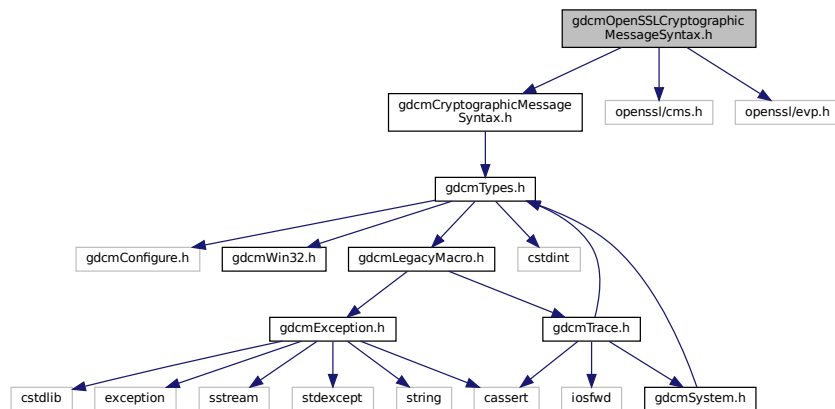 gdcmOpenSSLCryptographic
MessageSyntax.h
gdcmCryptographicMessage
Syntax.h
openssl/cms.h
openssl/evp.h
gdcmTypes.h
gdcmConfigure.h
gdcmWin32.h
gdcmLegacyMacro.h
cstdint
gdcmException.h
gdcmTrace.h
cstdlib
exception
sstream
stdexcept
string
cassert
iosfwd
gdcmSystem.h